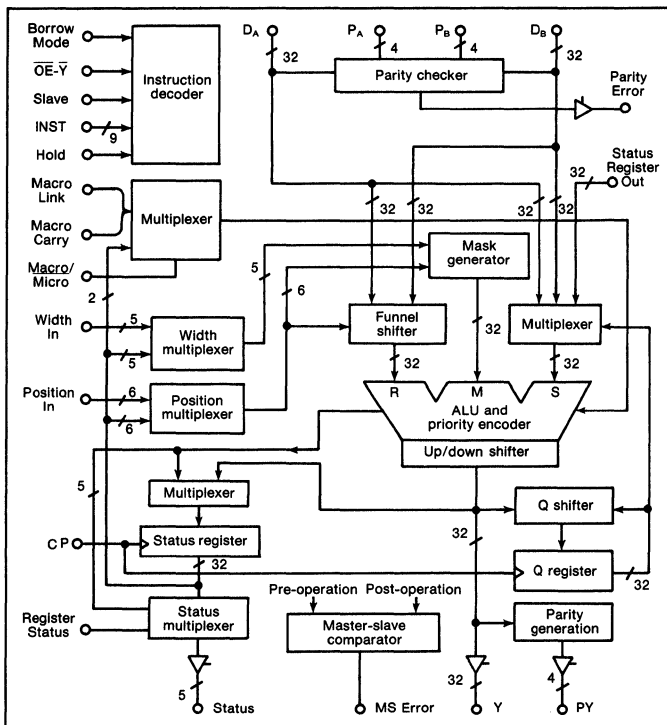 Borrow Mode
OE-Y
Slave
INST
9
Hold
Instruction decoder
DA
32
PA
4
PB
4
DB
32
Parity checker
Parity Error
Status Register Out
32
Macro Link
Macro Carry
Macro/Micro
Multiplexer
2
32
32
32
32
Mask generator
5
6
Width In
5
5
Width multiplexer
Funnel shifter
32
32
Multiplexer
32
Position In
6
6
Position multiplexer
R
M
S
ALU and priority encoder
Up/down shifter
5
Multiplexer
Q shifter
CP
Status register
32
32
Q register
32
Pre-operation
Post-operation
Register Status
Status multiplexer
Master-slave comparator
Parity generation
5
Status
MS Error
32
Y
4
PY